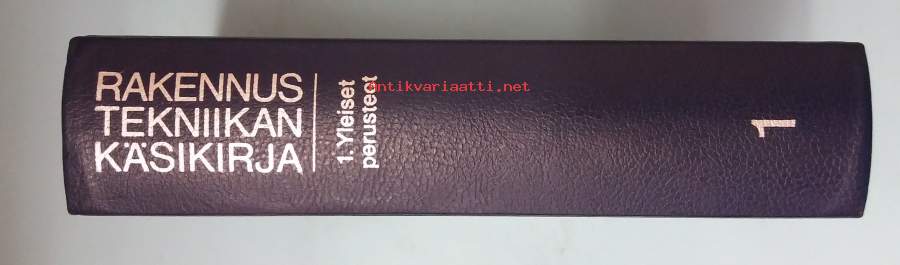 RAKENNUS
TEKNIIKAN
KÄSIKIRJA
1. Yleiset
perusteet
antikvariaatti.net
1